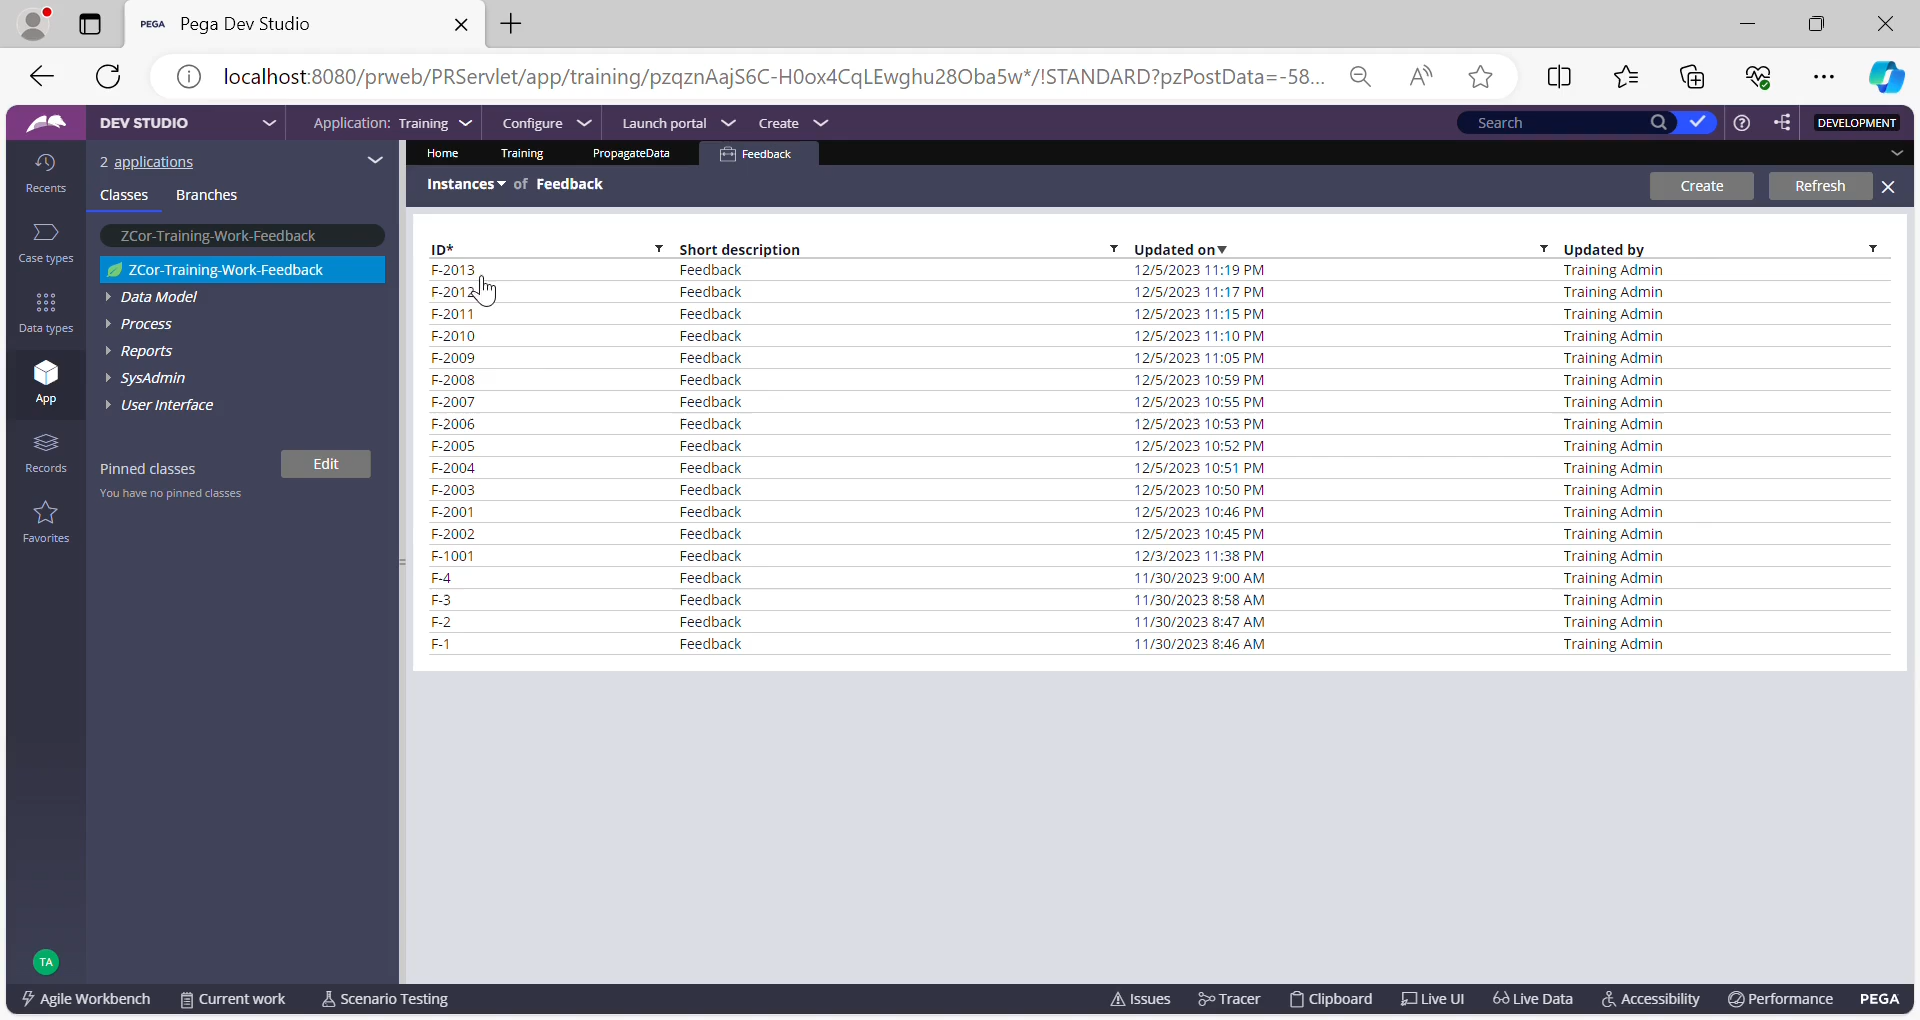 PEGA Pega Dev Studio
localhost:8080/prweb/PRServlet/app/training/pzqznAajS6C-H0ox4CqLEwghu28Oba5w*/!STANDARD?pzPostData=-58...
DEV STUDIO Application: Training Configure Launch portal Create Search DEVELOPMENT
Recents
Case types
Data types
App
Records
Favorites
TA
2 applications
Classes Branches
ZCor-Training-Work-Feedback
ZCor-Training-Work-Feedback
Data Model
Process
Reports
SysAdmin
User Interface
Pinned classes Edit
You have no pinned classes
Home Training PropagateData Feedback
Instances of Feedback Create Refresh
ID* Short description Updated on Updated by
F-2013 Feedback 12/5/2023 11:19 PM Training Admin
F-2012 Feedback 12/5/2023 11:17 PM Training Admin
F-2011 Feedback 12/5/2023 11:15 PM Training Admin
F-2010 Feedback 12/5/2023 11:10 PM Training Admin
F-2009 Feedback 12/5/2023 11:05 PM Training Admin
F-2008 Feedback 12/5/2023 10:59 PM Training Admin
F-2007 Feedback 12/5/2023 10:55 PM Training Admin
F-2006 Feedback 12/5/2023 10:53 PM Training Admin
F-2005 Feedback 12/5/2023 10:52 PM Training Admin
F-2004 Feedback 12/5/2023 10:51 PM Training Admin
F-2003 Feedback 12/5/2023 10:50 PM Training Admin
F-2001 Feedback 12/5/2023 10:46 PM Training Admin
F-2002 Feedback 12/5/2023 10:45 PM Training Admin
F-1001 Feedback 12/3/2023 11:38 PM Training Admin
F-4 Feedback 11/30/2023 9:00 AM Training Admin
F-3 Feedback 11/30/2023 8:58 AM Training Admin
F-2 Feedback 11/30/2023 8:47 AM Training Admin
F-1 Feedback 11/30/2023 8:46 AM Training Admin
Agile Workbench Current work Scenario Testing Issues Tracer Clipboard Live UI Live Data Accessibility Performance PEGA